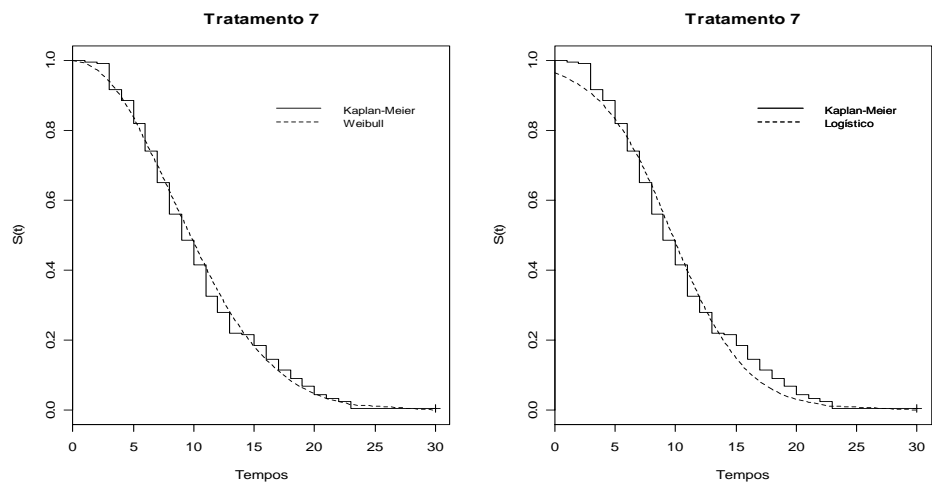 Tratamento 7
S(t)
1.0
0.8
0.6
0.4
0.2
0.0
Kaplan-Meier
Weibull
0 5 10 15 20 25 30
Tempos
Tratamento 7
S(t)
1.0
0.8
0.6
0.4
0.2
0.0
Kaplan-Meier
Logístico
0 5 10 15 20 25 30
Tempos